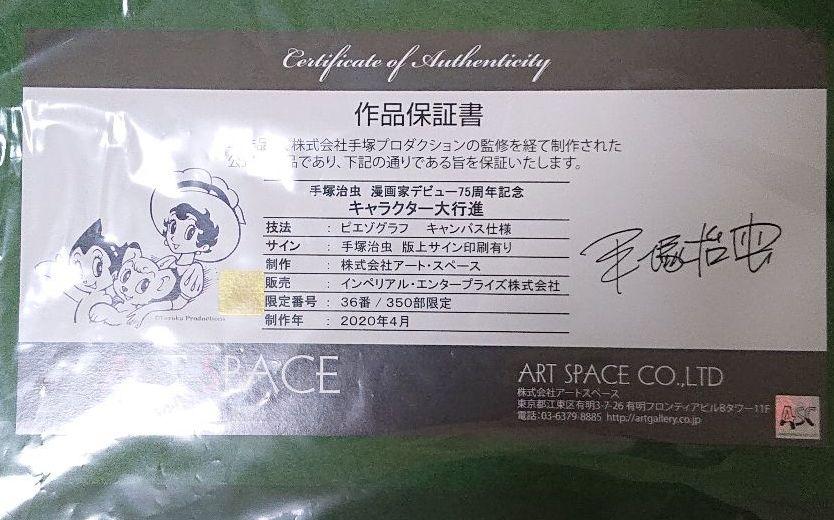 Certificate of Authenticity
作品保証書
株式会社手塚プロダクションの監修を経て制作された
品であり、下記の通りである旨を保証いたします。
手塚治虫 漫画家デビュー75周年記念
キャラクター大行進
技法 : ピエゾグラフ キャンバス仕様
サイン : 手塚治虫 版上サイン印刷有り
制作 : 株式会社アート・スペース
販売 : インペリアル・エンタープライズ株式会社
限定番号 : 36番 / 350部限定
制作年 : 2020年4月
手塚治虫
©Tezuka Productions
SPACE
ART SPACE CO.,LTD
株式会社アートスペース
東京都江東区有明3-7-26 有明フロンティアビルBタワー11F
電話:03-6379-8885 http://artgallery.co.jp
ASC